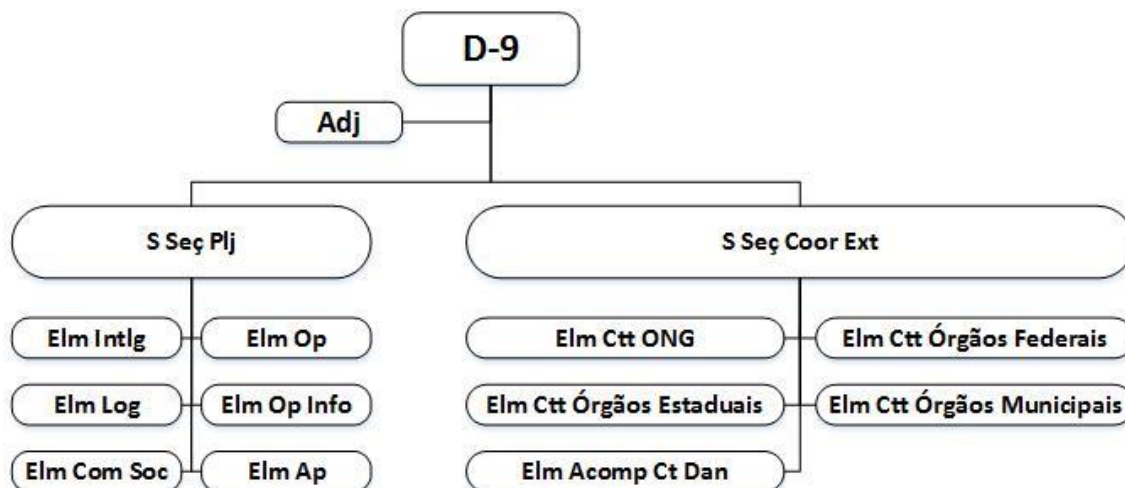 D-9
Adj
S Seç Plj
S Seç Coor Ext
Elm Intlg
Elm Op
Elm Ctt ONG
Elm Ctt Órgãos Federais
Elm Log
Elm Op Info
Elm Ctt Órgãos Estaduais
Elm Ctt Órgãos Municipais
Elm Com Soc
Elm Ap
Elm Acomp Ct Dan